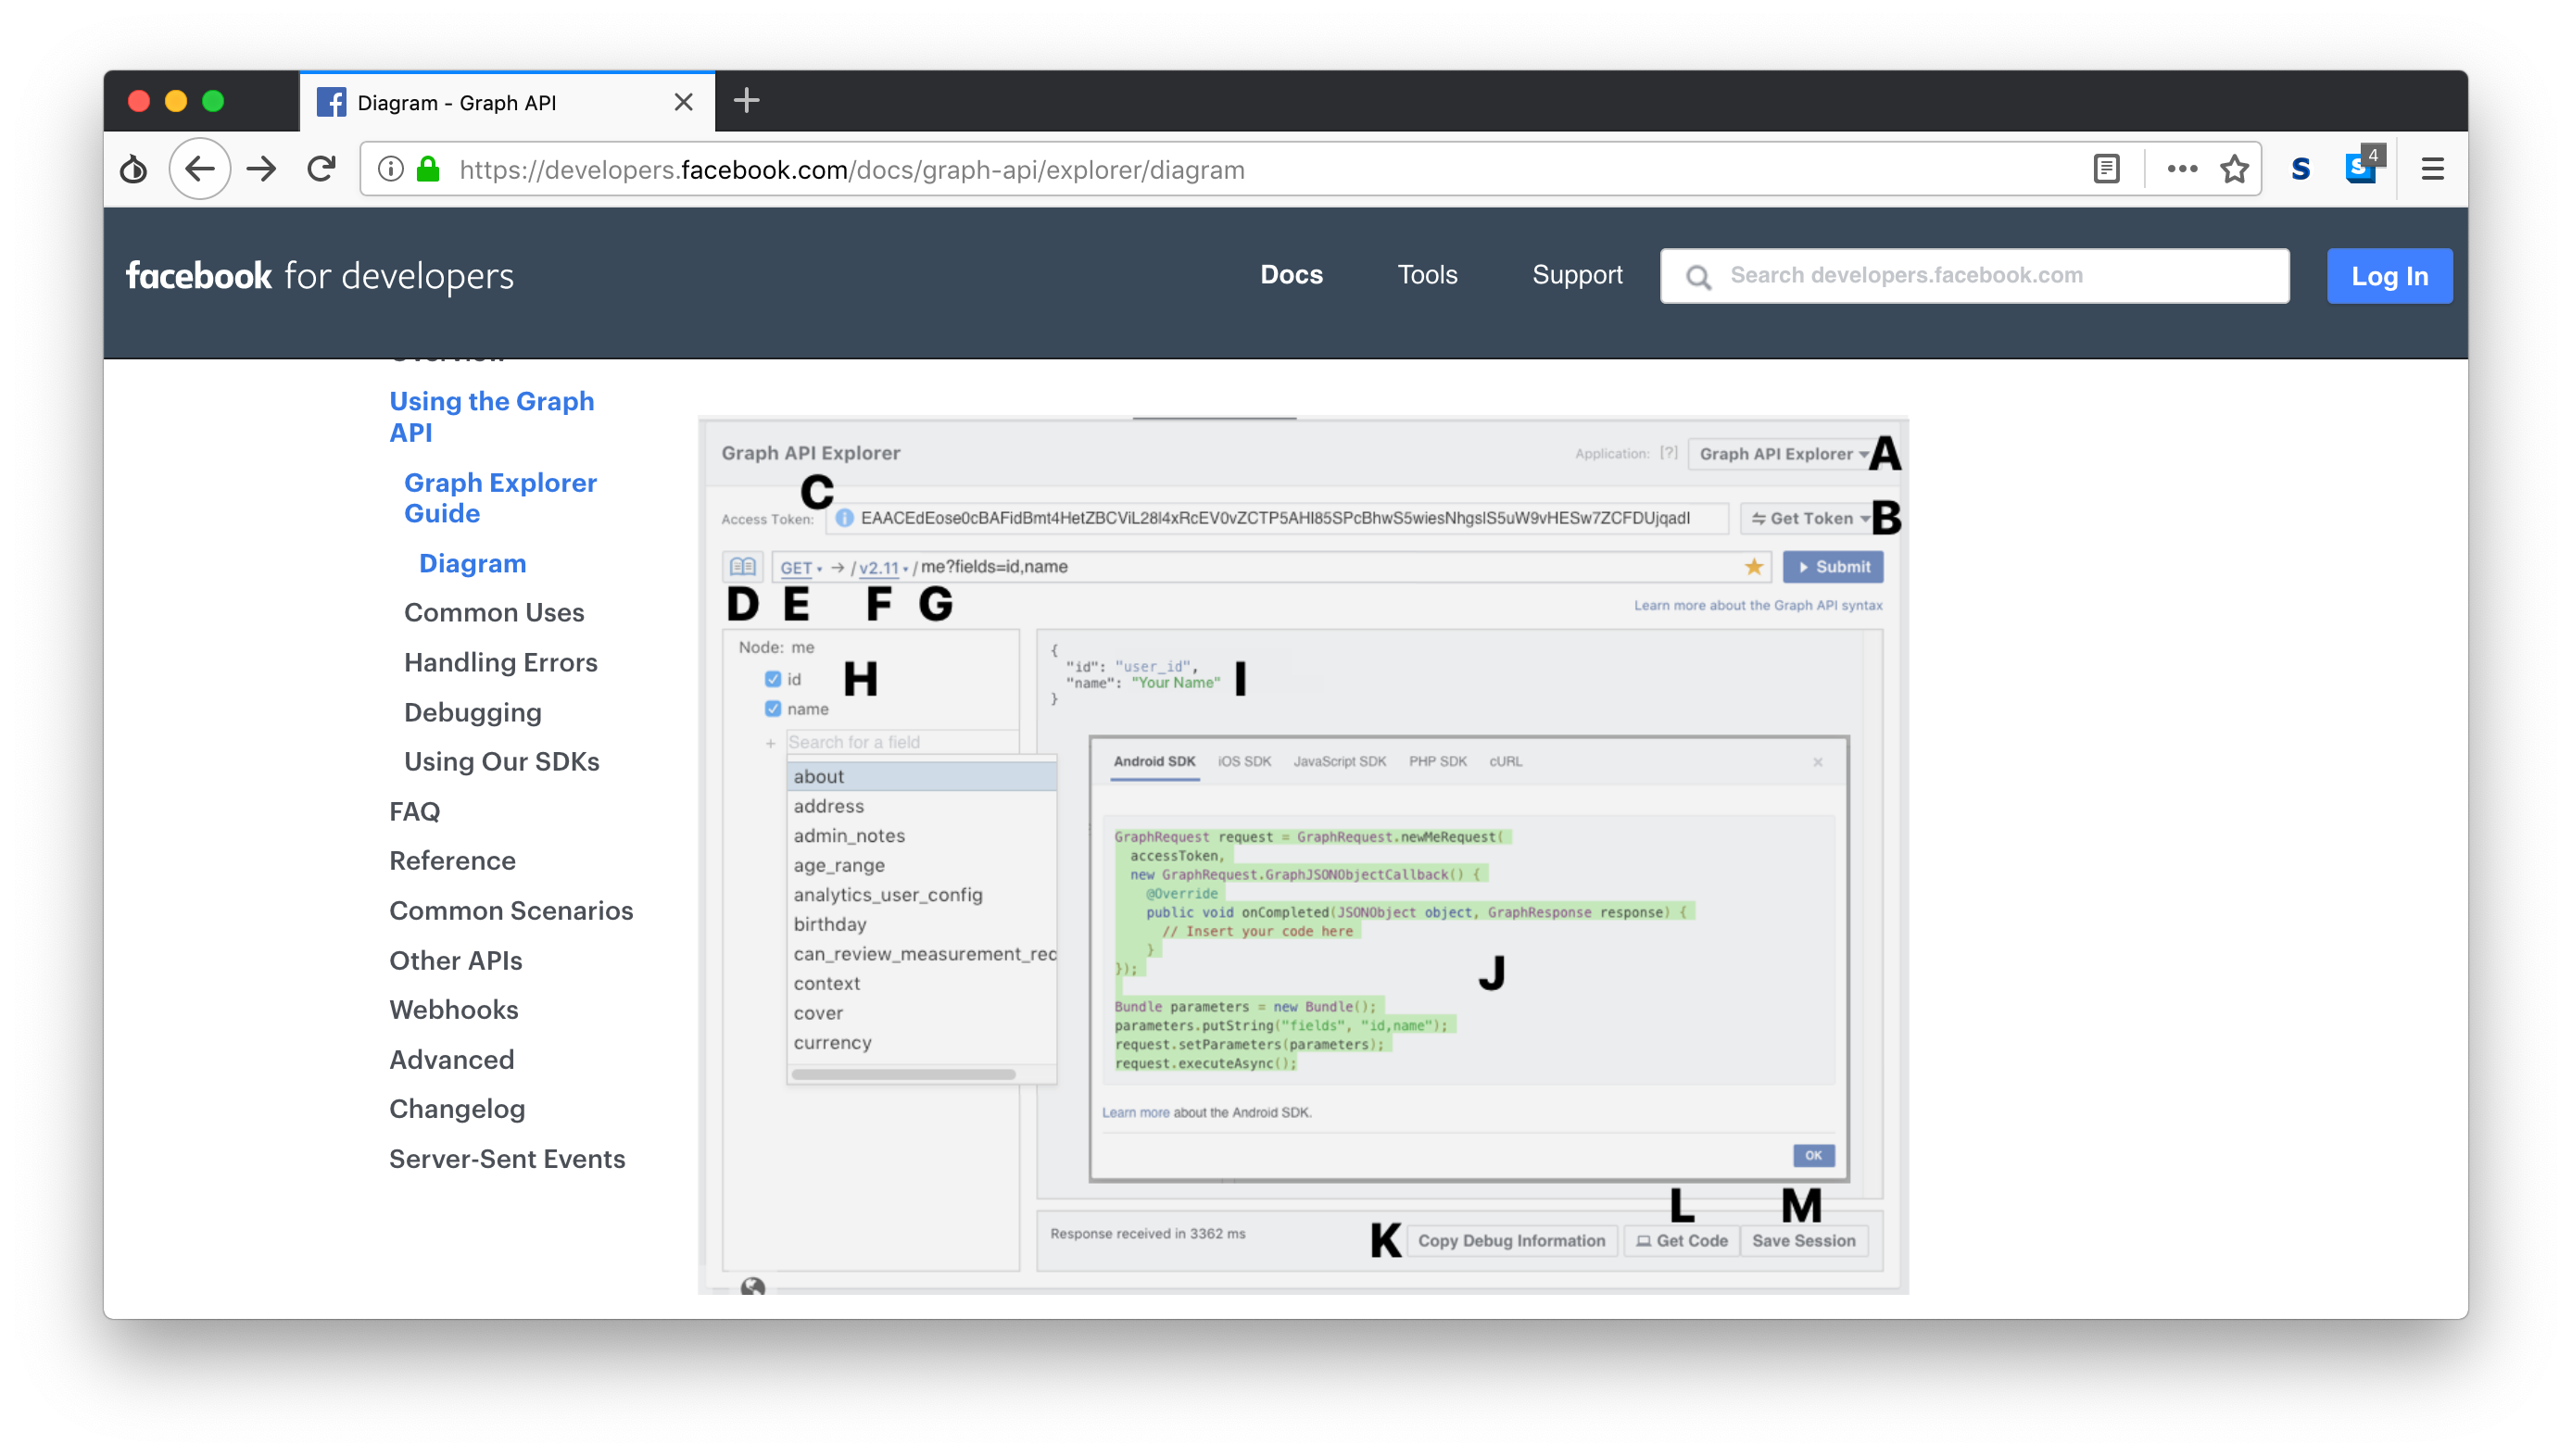 Diagram - Graph API
https://developers.facebook.com/docs/graph-api/explorer/diagram
S
S
4
facebook for developers
Docs
Tools
Support
Search developers.facebook.com
Log In
Using the Graph
API
Graph Explorer
Guide
Diagram
Common Uses
Handling Errors
Debugging
Using Our SDKs
FAQ
Reference
Common Scenarios
Other APIs
Webhooks
Advanced
Changelog
Server-Sent Events
Graph API Explorer
Application: [?]
Graph API Explorer
A
C
Access Token:
Get Token
B
GET → / v2.11 / me?fields=id,name
Submit
D E F G
Learn more about the Graph API syntax
Node: me
id
H
name
+ Search for a field
about
address
admin_notes
age_range
analytics_user_config
birthday
can_review_measurement_req
context
cover
currency
{
"id": "user_id",
"name": "Your Name"
}
I
Android SDK iOS SDK JavaScript SDK PHP SDK cURL
GraphRequest request = GraphRequest.newMeRequest(
accessToken,
new GraphRequest.GraphJSONObjectCallback() {
@Override
public void onCompleted(JSONObject object, GraphResponse response) {
// Insert your code here
}
});
J
Bundle parameters = new Bundle();
parameters.putString("fields", "id,name");
request.setParameters(parameters);
request.executeAsync();
Learn more about the Android SDK.
OK
L
M
Response received in 3362 ms
K
Copy Debug Information
Get Code
Save Session